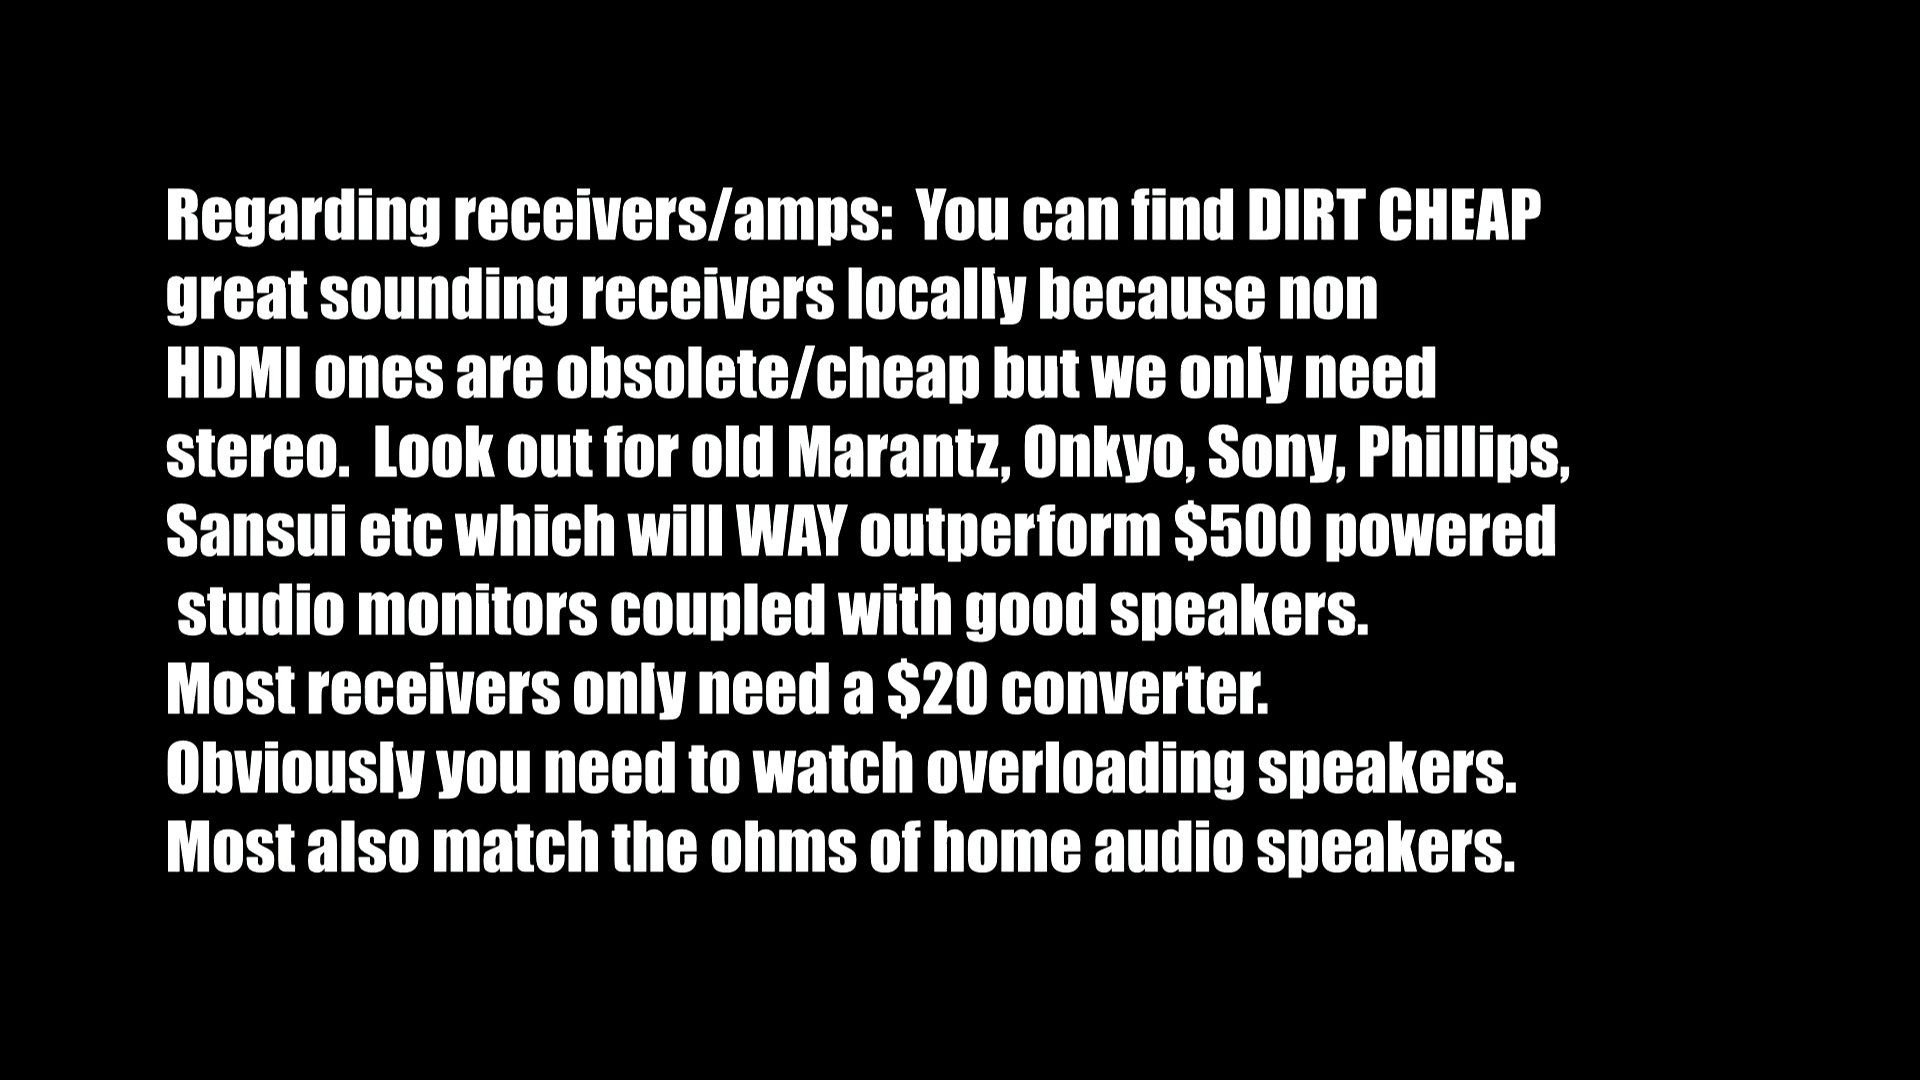 Regarding receivers/amps:  You can find DIRT CHEAP
great sounding receivers locally because non
HDMI ones are obsolete/cheap but we only need
stereo.  Look out for old Marantz, Onkyo, Sony, Phillips,
Sansui etc which will WAY outperform $500 powered
studio monitors coupled with good speakers.
Most receivers only need a $20 converter.
Obviously you need to watch overloading speakers.
Most also match the ohms of home audio speakers.